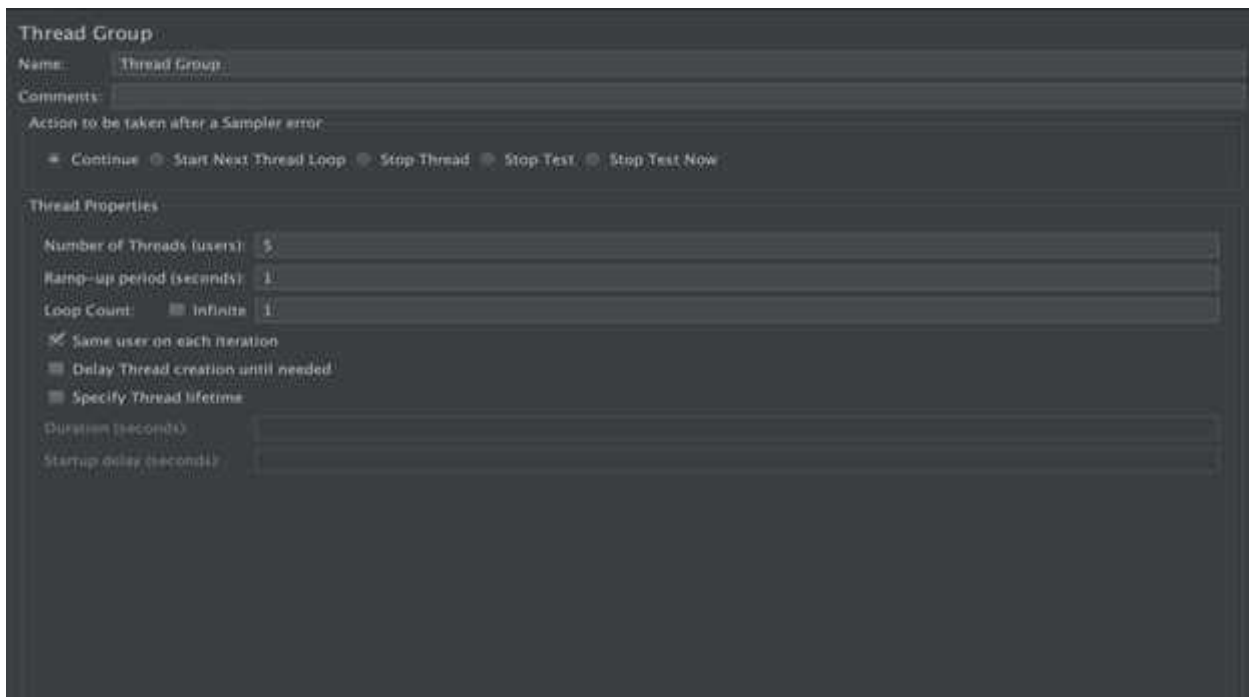 Thread Group
Name: Thread Group
Comments:
Action to be taken after a Sampler error
Continue Start Next Thread Loop Stop Thread Stop Test Stop Test Now
Thread Properties
Number of Threads (users): 5
Ramp-up period (seconds): 1
Loop Count: Infinite 1
Same user on each iteration
Delay Thread creation until needed
Specify Thread lifetime
Duration (seconds):
Startup delay (seconds):